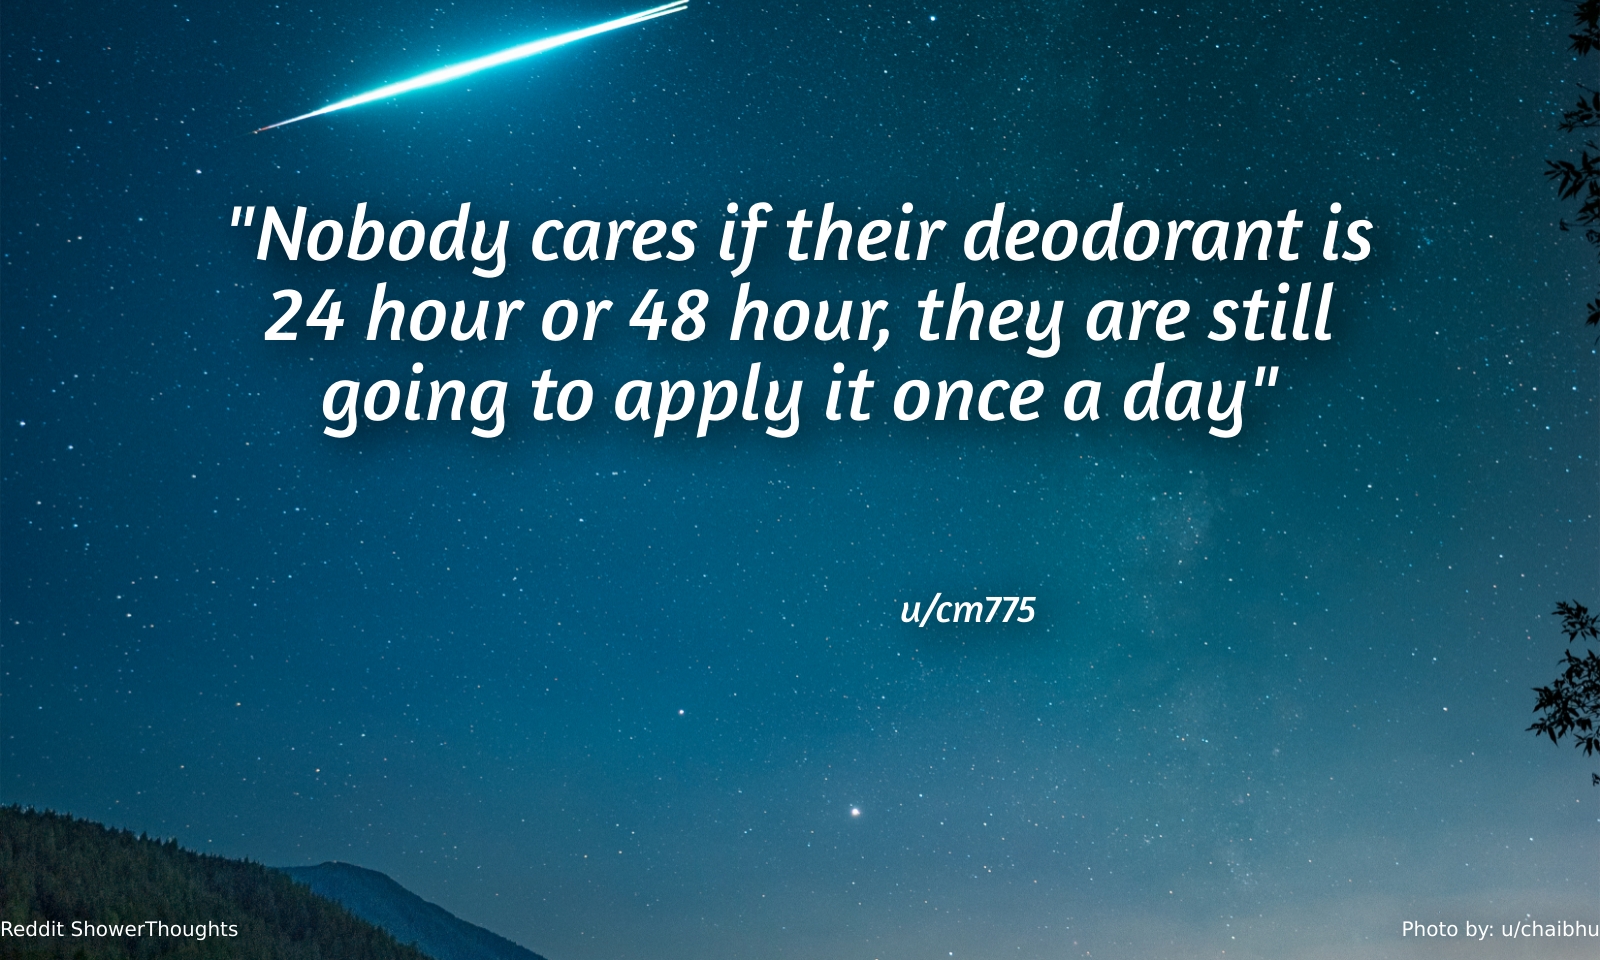 "Nobody cares if their deodorant is
24 hour or 48 hour, they are still
going to apply it once a day"
u/cm775
Reddit ShowerThoughts
Photo by: u/chaibhu